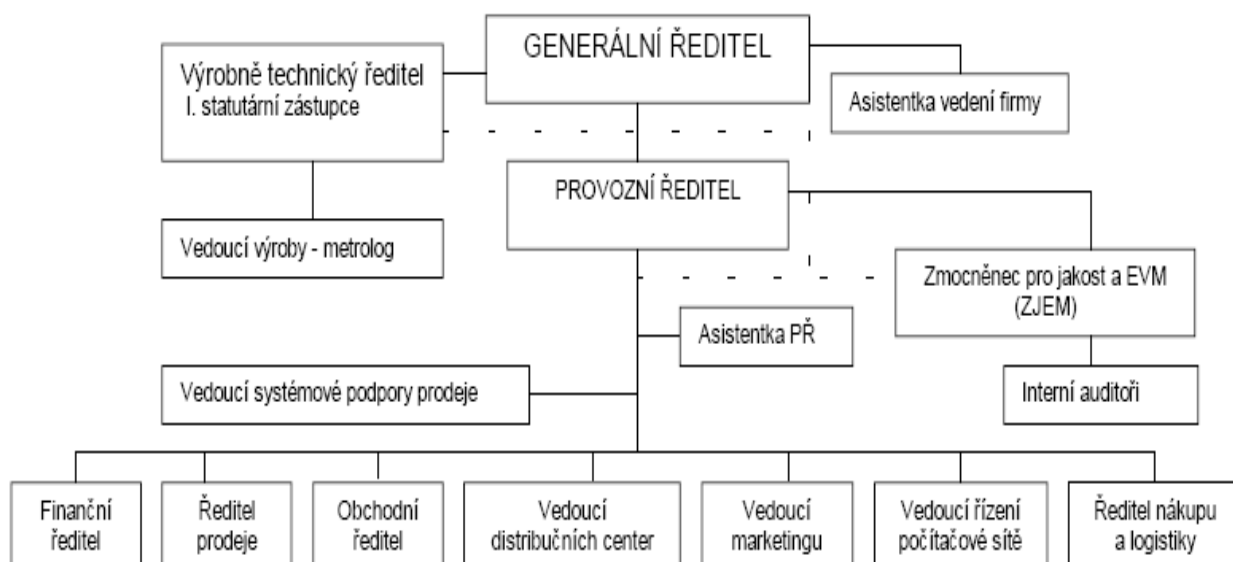 GENERÁLNÍ ŘEDITEL
Výrobně technický ředitel
I. statutární zástupce
Asistentka vedení firmy
PROVOZNÍ ŘEDITEL
Vedoucí výroby - metrolog
Zmocněnec pro jakost a EVM
(ZJEM)
Asistentka PŘ
Vedoucí systémové podpory prodeje
Interní auditoři
Finanční
ředitel
Ředitel
prodeje
Obchodní
ředitel
Vedoucí
distribučních center
Vedoucí
marketingu
Vedoucí řízení
počítačové sítě
Ředitel nákupu
a logistiky